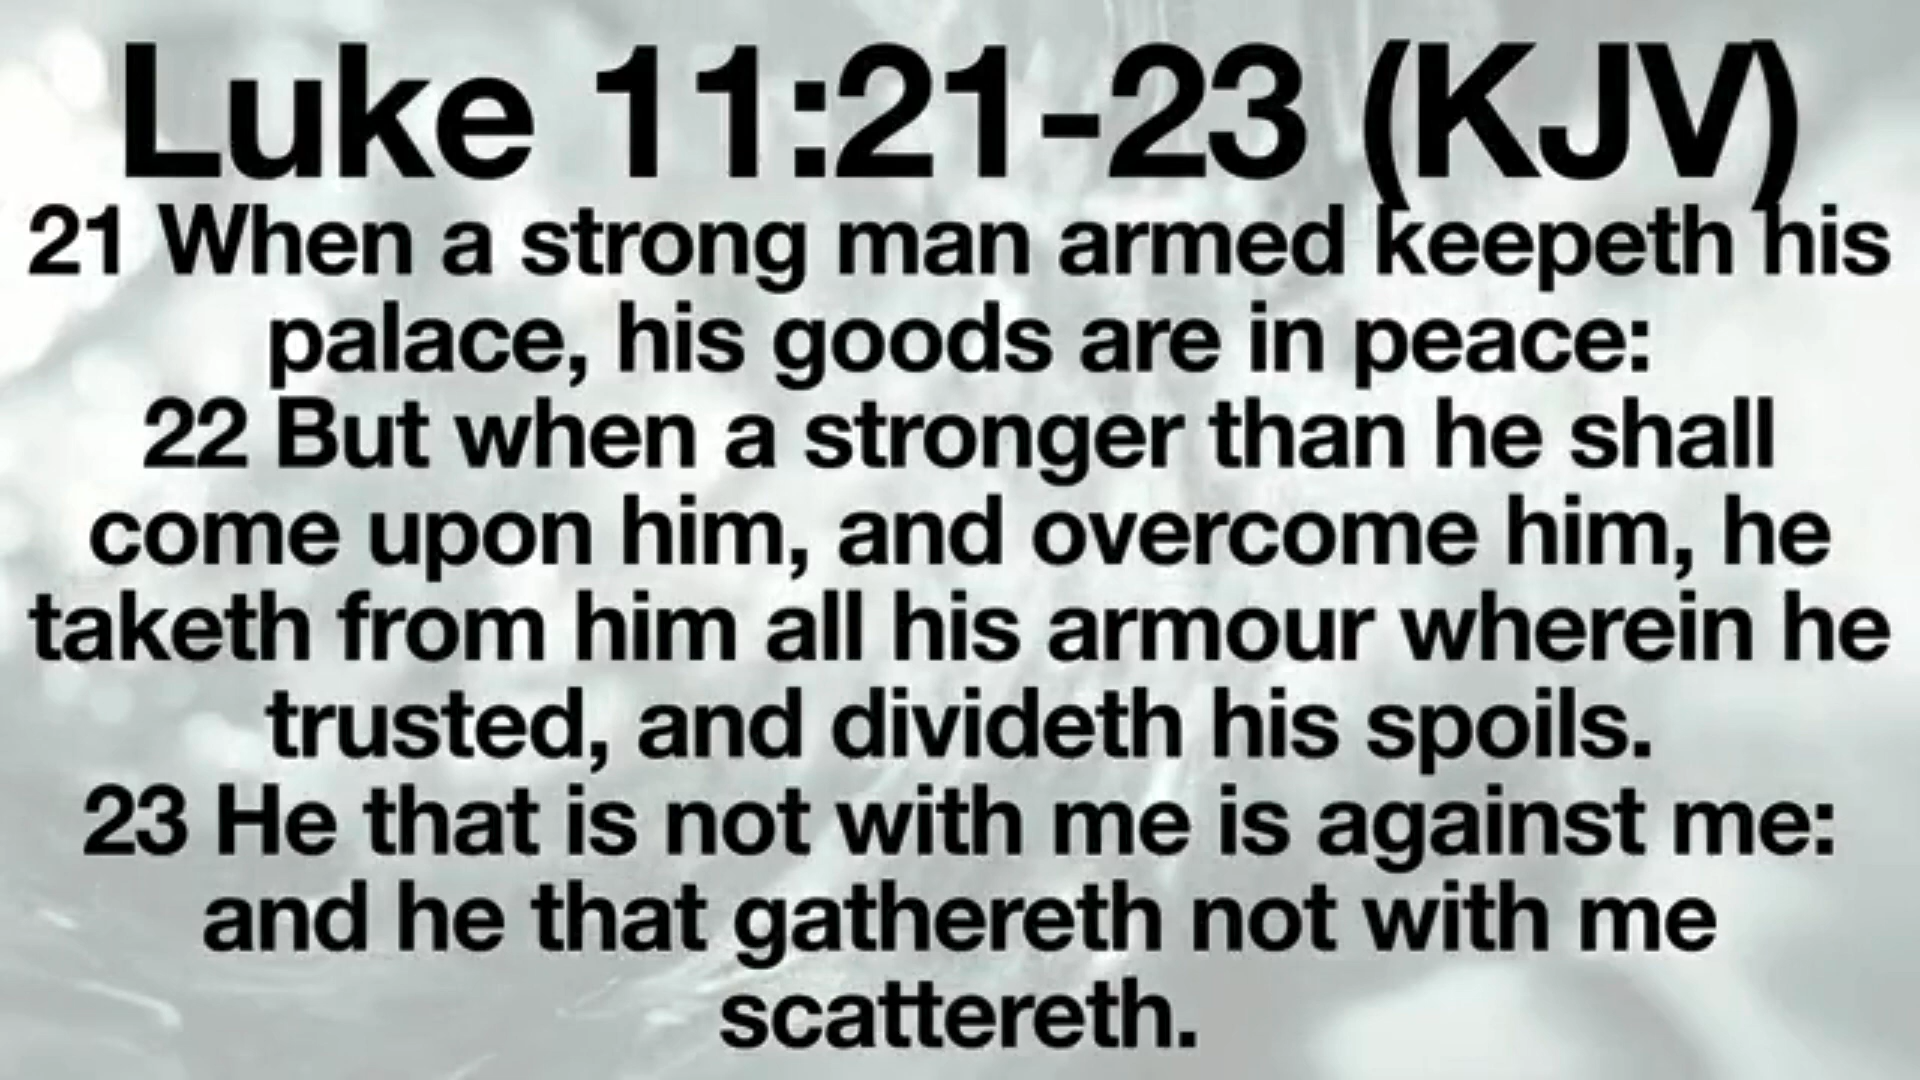 Luke 11:21-23 (KJV)
21 When a strong man armed keepeth his
palace, his goods are in peace:
22 But when a stronger than he shall
come upon him, and overcome him, he
taketh from him all his armour wherein he
trusted, and divideth his spoils.
23 He that is not with me is against me:
and he that gathereth not with me
scattereth.